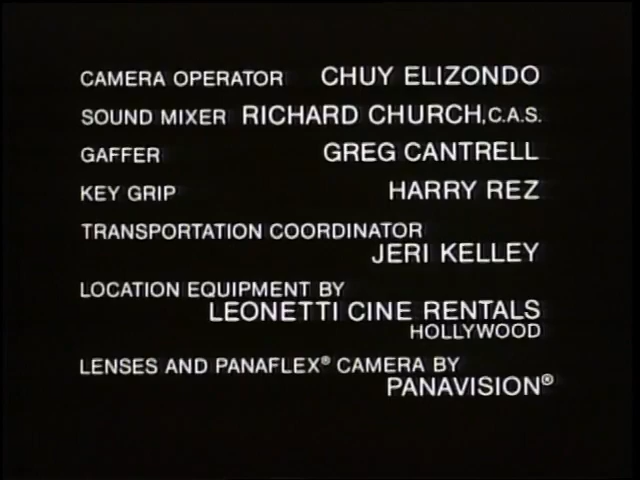 CAMERA OPERATOR CHUY ELIZONDO
SOUND MIXER RICHARD CHURCH, C.A.S.
GAFFER GREG CANTRELL
KEY GRIP HARRY REZ
TRANSPORTATION COORDINATOR
JERI KELLEY
LOCATION EQUIPMENT BY
LEONETTI CINE RENTALS
HOLLYWOOD
LENSES AND PANAFLEX® CAMERA BY
PANAVISION®